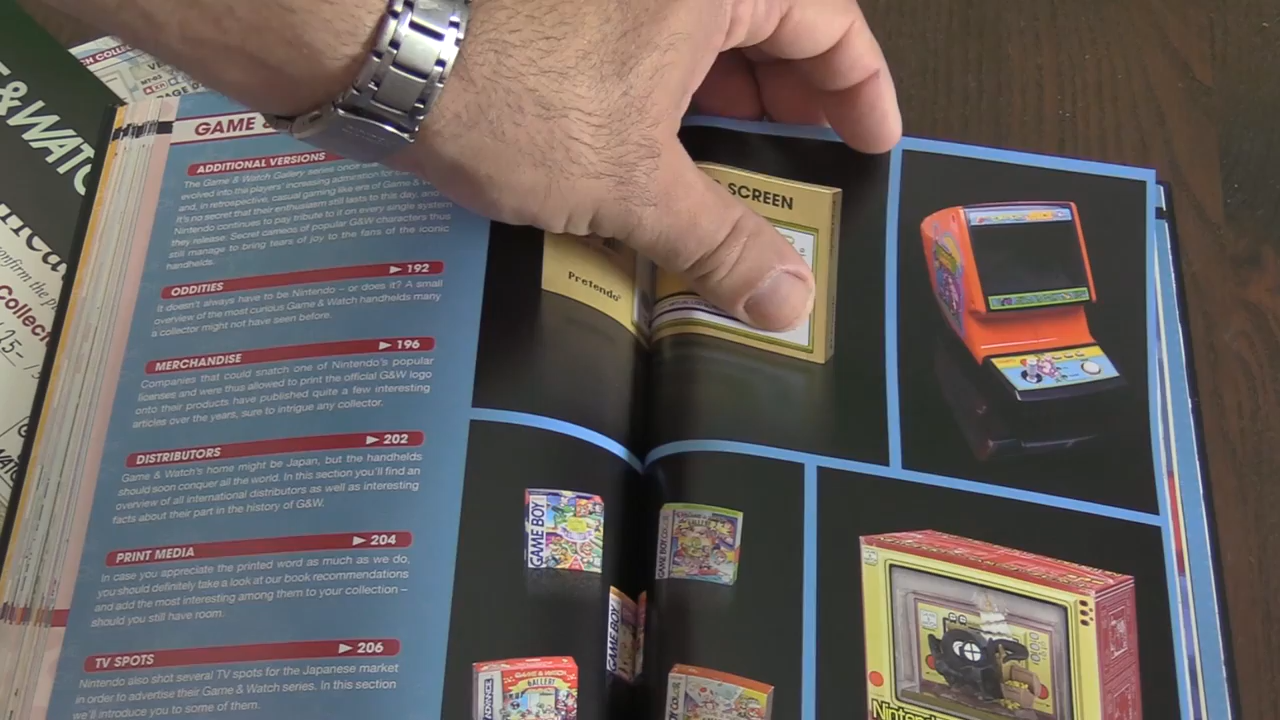 GAME &
ADDITIONAL VERSIONS
The Game & Watch Gallery series once
evolved into the players' increasing admiration for
and, in retrospective, casual gaming like era of Game &
It's no secret that their enthusiasm still lasts to this day, and
Nintendo continues to pay tribute to it on every single system
they release. Secret cameos of popular G&W characters thus
still manage to bring tears of joy to the fans of the iconic
handhelds.
192
ODDITIES
It doesn't always have to be Nintendo – or does it? A small
overview of the most curious Game & Watch handhelds many
a collector might not have seen before.
196
MERCHANDISE
Companies that could snatch one of Nintendo's popular
licenses and were thus allowed to print the official G&W logo
onto their products, have published quite a few interesting
articles over the years, sure to intrigue any collector.
202
DISTRIBUTORS
Game & Watch's home might be Japan, but the handhelds
should soon conquer all the world. In this section you'll find an
overview of all international distributors as well as interesting
facts about their part in the history of G&W.
204
PRINT MEDIA
In case you appreciate the printed word as much as we do,
you should definitely take a look at our book recommendations
and add the most interesting among them to your collection –
should you still have room.
206
TV SPOTS
Nintendo also shot several TV spots for the Japanese market
in order to advertise their Game & Watch series. In this section
we'll introduce you to some of them.
SCREEN
Pretendo
GAME BOY
GAME BOY COLOR
GALLERY
GAME BOY
GAME & WATCH
GALLERY
ADVANCE
Nintendo
&WATC
Collect